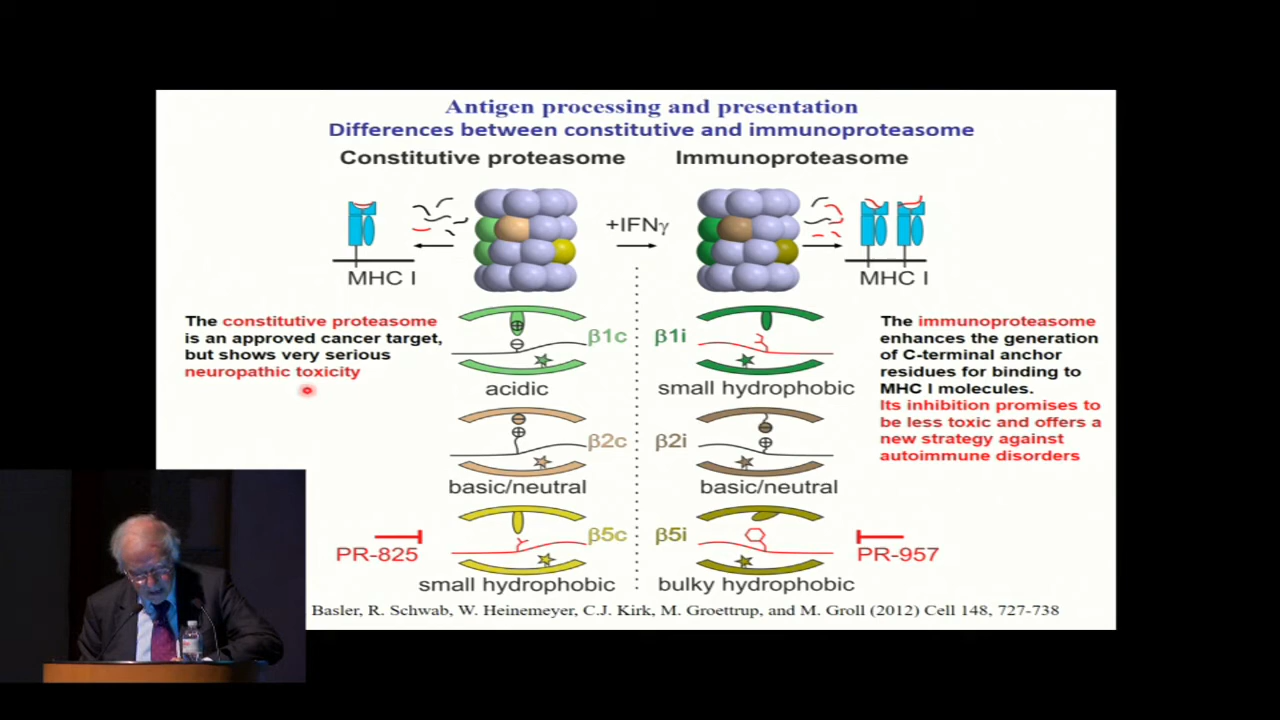 Antigen processing and presentation
Differences between constitutive and immunoproteasome
Constitutive proteasome
Immunoproteasome
+IFNγ
MHC I
MHC I
The constitutive proteasome
is an approved cancer target,
but shows very serious
neuropathic toxicity
β1c
β1i
acidic
small hydrophobic
β2c
β2i
basic/neutral
basic/neutral
β5c
β5i
PR-825
PR-957
small hydrophobic
bulky hydrophobic
The immunoproteasome
enhances the generation
of C-terminal anchor
residues for binding to
MHC I molecules.
Its inhibition promises to
be less toxic and offers a
new strategy against
autoimmune disorders
Basler, R. Schwab, W. Heinemeyer, C.J. Kirk, M. Groettrup, and M. Groll (2012) Cell 148, 727-738